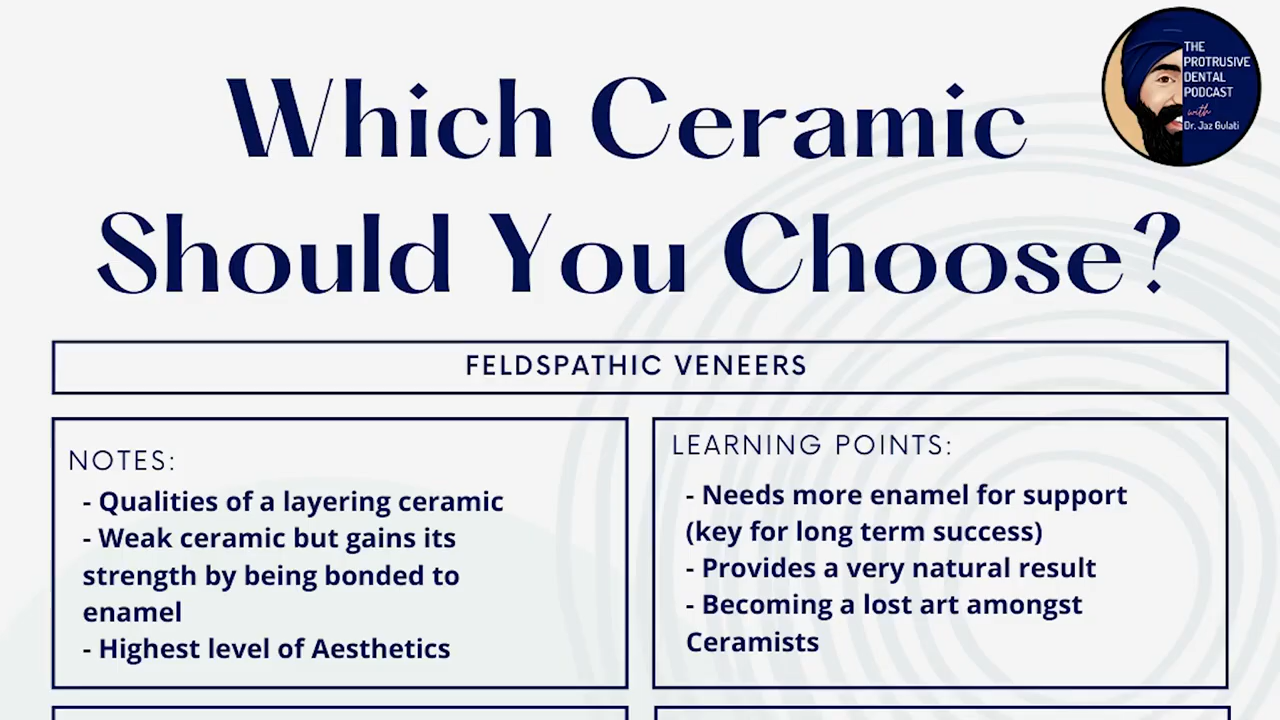 THE
PROTRUSIVE
DENTAL
PODCAST
with
Dr. Jaz Gulati
Which Ceramic
Should You Choose?
FELDSPATHIC VENEERS
NOTES:
- Qualities of a layering ceramic
- Weak ceramic but gains its
strength by being bonded to
enamel
- Highest level of Aesthetics
LEARNING POINTS:
- Needs more enamel for support
(key for long term success)
- Provides a very natural result
- Becoming a lost art amongst
Ceramists